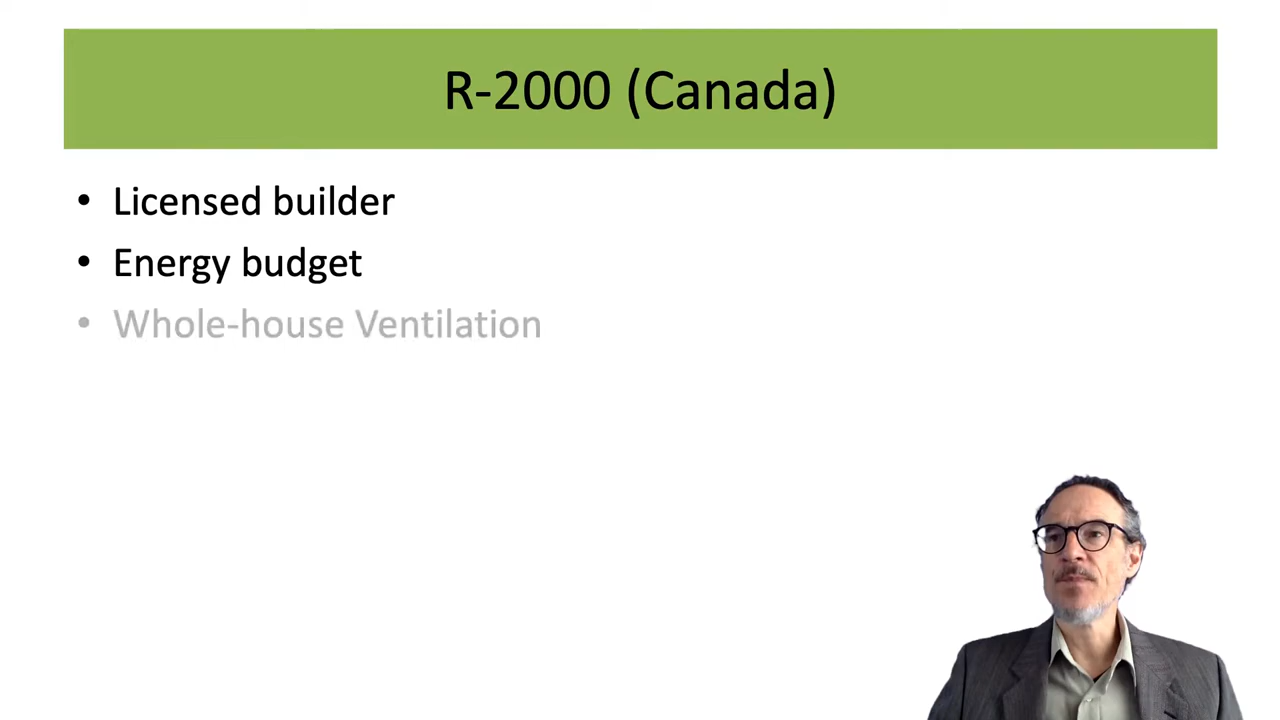 R-2000 (Canada)
• Licensed builder
• Energy budget
• Whole-house Ventilation